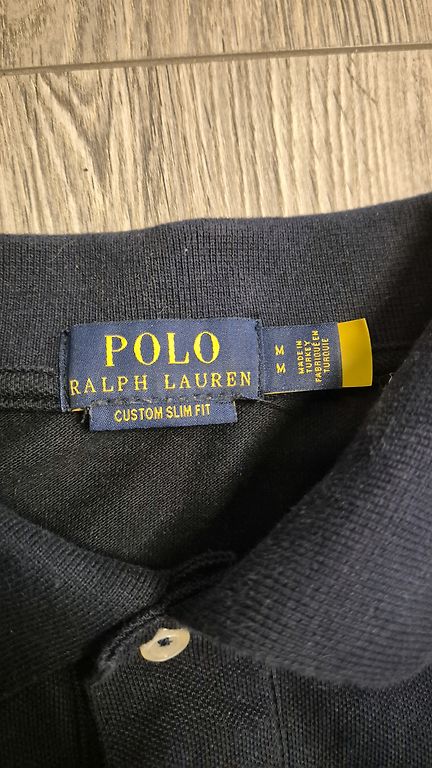 POLO
RALPH LAUREN
CUSTOM SLIM FIT
M
M
MADE IN
TURKEY
FABRIQUÉ EN
TURQUIE